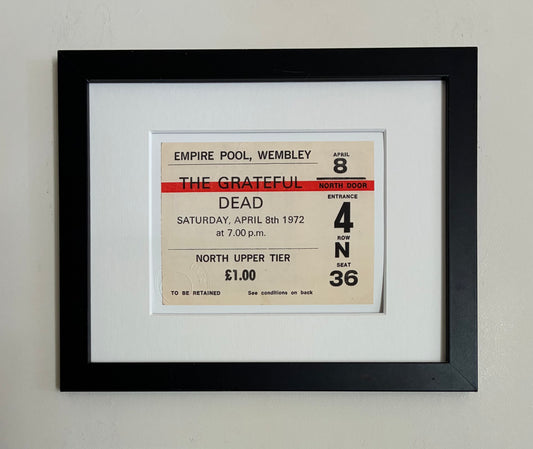 EMPIRE POOL, WEMBLEY
THE GRATEFUL
DEAD
SATURDAY, APRIL 8th 1972
at 7.00 p.m.
NORTH UPPER TIER
£1.00
TO BE RETAINED See conditions on back
APRIL
8
NORTH DOOR
ENTRANCE
4
ROW
N
SEAT
36